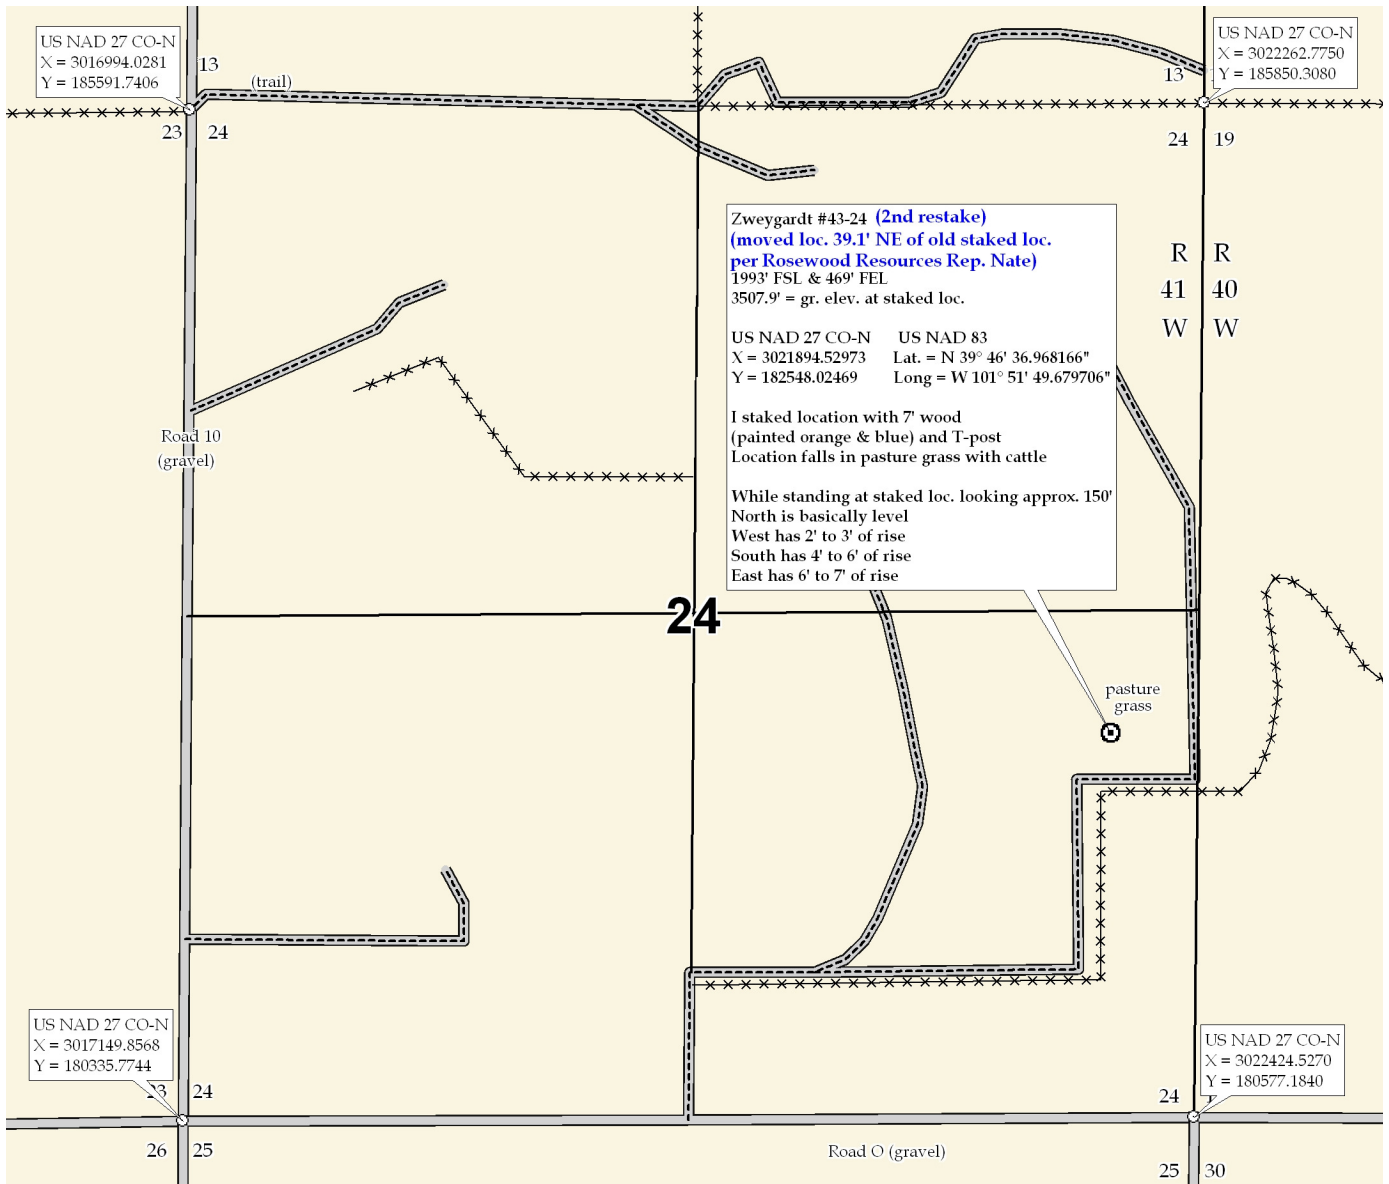 US NAD 27 CO-N
X = 3016994.0281
Y = 185591.7406
13
(trail)
23
24
US NAD 27 CO-N
X = 3022262.7750
Y = 185850.3080
13
24
19
Zweygardt #43-24 (2nd restake)
(moved loc. 39.1' NE of old staked loc.
per Rosewood Resources Rep. Nate)
1993' FSL & 469' FEL
3507.9' = gr. elev. at staked loc.
US NAD 27 CO-N US NAD 83
X = 3021894.52973 Lat. = N 39° 46' 36.968166"
Y = 182548.02469 Long = W 101° 51' 49.679706"
I staked location with 7' wood
(painted orange & blue) and T-post
Location falls in pasture grass with cattle
While standing at staked loc. looking approx. 150'
North is basically level
West has 2' to 3' of rise
South has 4' to 6' of rise
East has 6' to 7' of rise
R R
41 40
W W
Road 10
(gravel)
24
pasture
grass
US NAD 27 CO-N
X = 3017149.8568
Y = 180335.7744
23
24
26
25
US NAD 27 CO-N
X = 3022424.5270
Y = 180577.1840
24
Road O (gravel)
25
30